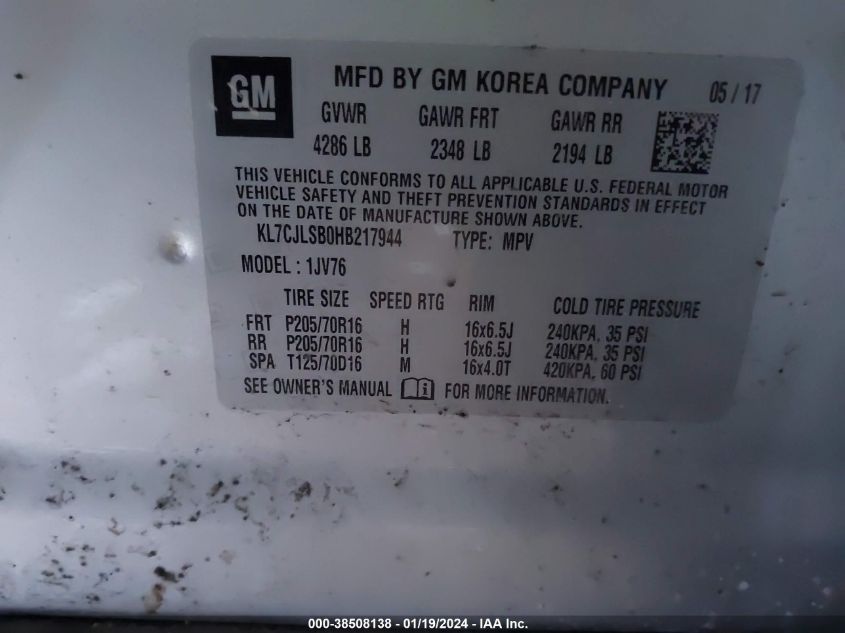 GM MFD BY GM KOREA COMPANY 05 / 17
GVWR GAWR FRT GAWR RR
4286 LB 2348 LB 2194 LB
THIS VEHICLE CONFORMS TO ALL APPLICABLE U.S. FEDERAL MOTOR
VEHICLE SAFETY AND THEFT PREVENTION STANDARDS IN EFFECT
ON THE DATE OF MANUFACTURE SHOWN ABOVE.
KL7CJLSB0HB217944 TYPE: MPV
MODEL : 1JV76
TIRE SIZE SPEED RTG RIM COLD TIRE PRESSURE
FRT P205/70R16 H 16x6.5J 240KPA, 35 PSI
RR P205/70R16 H 16x6.5J 240KPA, 35 PSI
SPA T125/70D16 M 16x4.0T 420KPA, 60 PSI
SEE OWNER'S MANUAL FOR MORE INFORMATION.
000-38508138 - 01/19/2024 - IAA Inc.